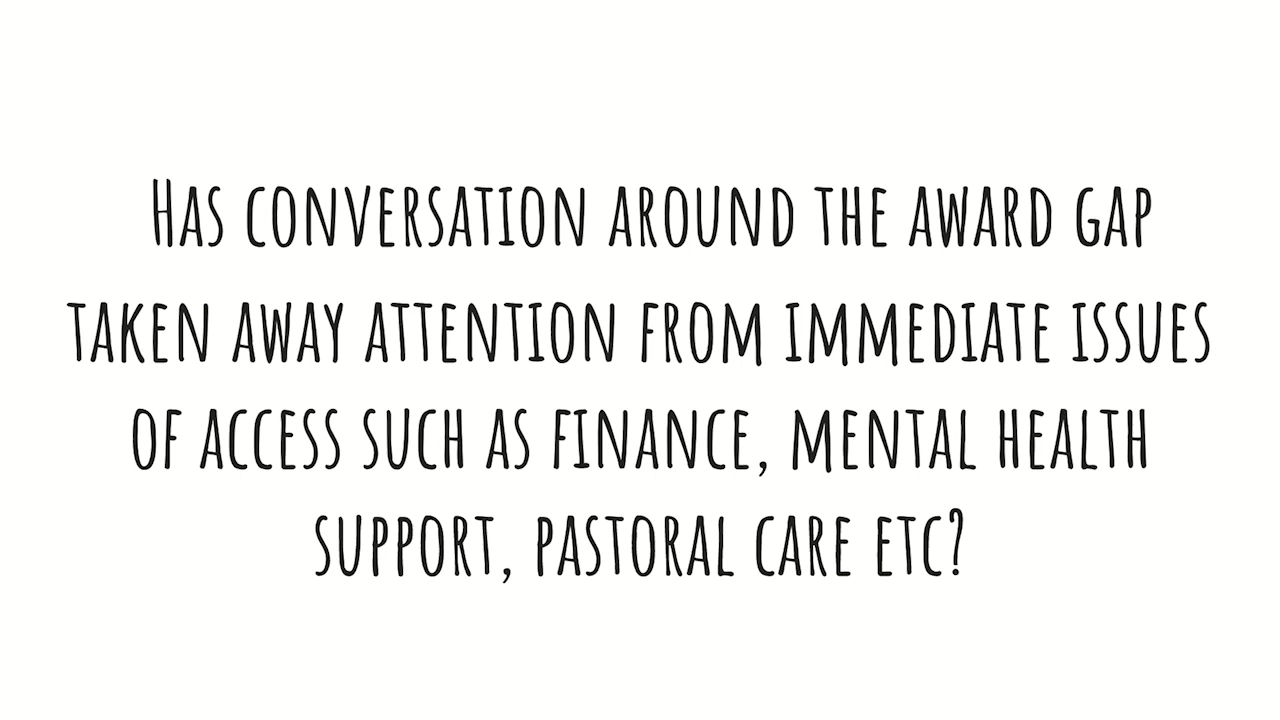 Has conversation around the award gap
taken away attention from immediate issues
of access such as finance, mental health
support, pastoral care etc?